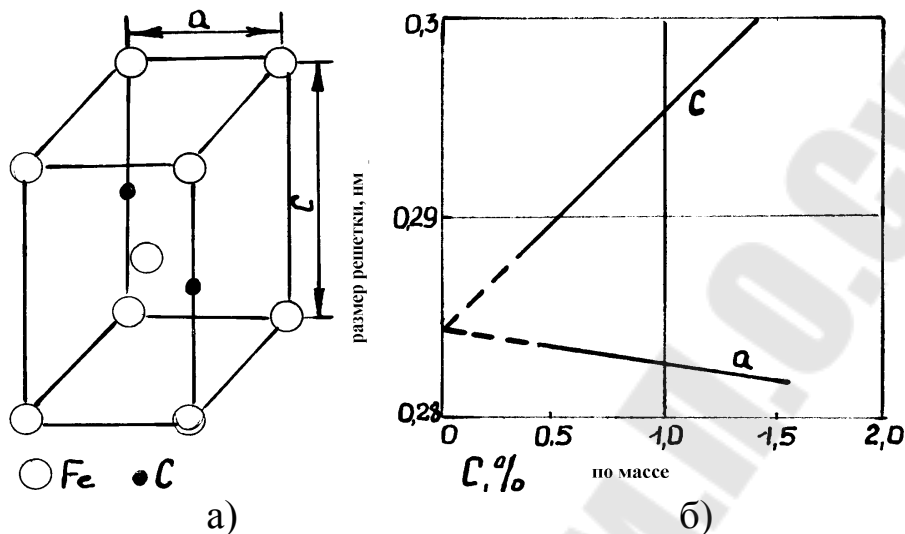 a
c
Fe
C
а)
размер решетки, нм
0,3
0,29
0,28
c
a
0
0.5
1,0
1,5
2,0
C,%
по массе
б)